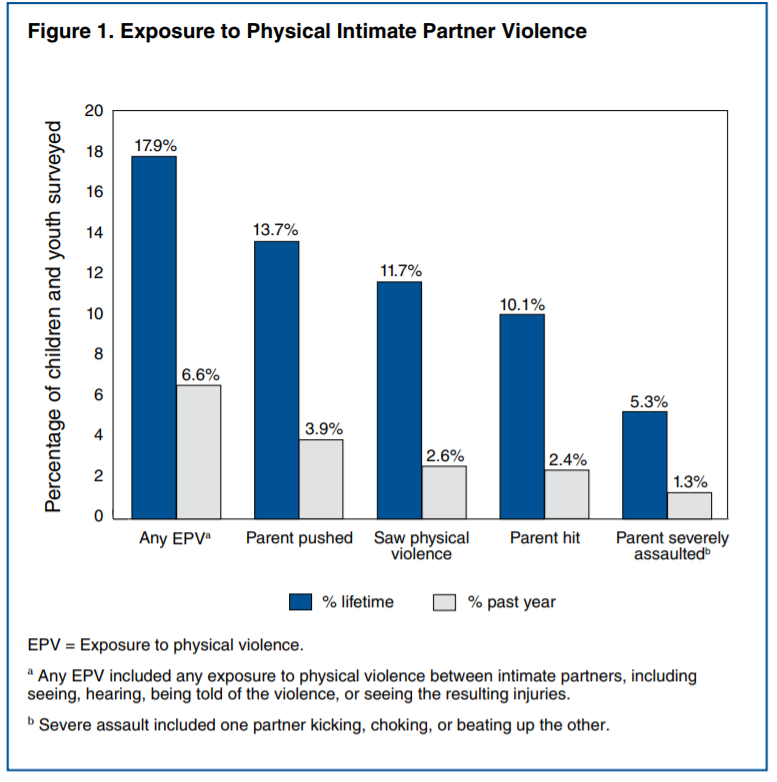 Figure 1. Exposure to Physical Intimate Partner Violence
Percentage of children and youth surveyed
20
18
16
14
12
10
8
6
4
2
0
17.9%
6.6%
13.7%
3.9%
11.7%
2.6%
10.1%
2.4%
5.3%
1.3%
Any EPVᵃ
Parent pushed
Saw physical
violence
Parent hit
Parent severely
assaultedᵇ
% lifetime
% past year
EPV = Exposure to physical violence.
ᵃ Any EPV included any exposure to physical violence between intimate partners, including
seeing, hearing, being told of the violence, or seeing the resulting injuries.
ᵇ Severe assault included one partner kicking, choking, or beating up the other.